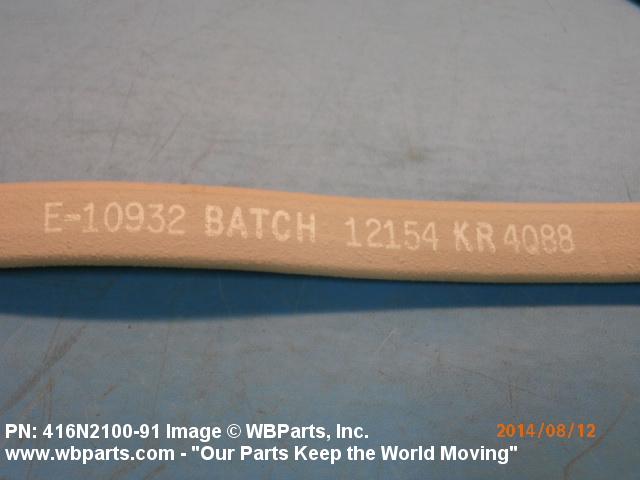 E-10932 BATCH 12154 KR 4Q88
PN: 416N2100-91 Image © WBParts, Inc.
2014/08/12
www.wbparts.com - "Our Parts Keep the World Moving"